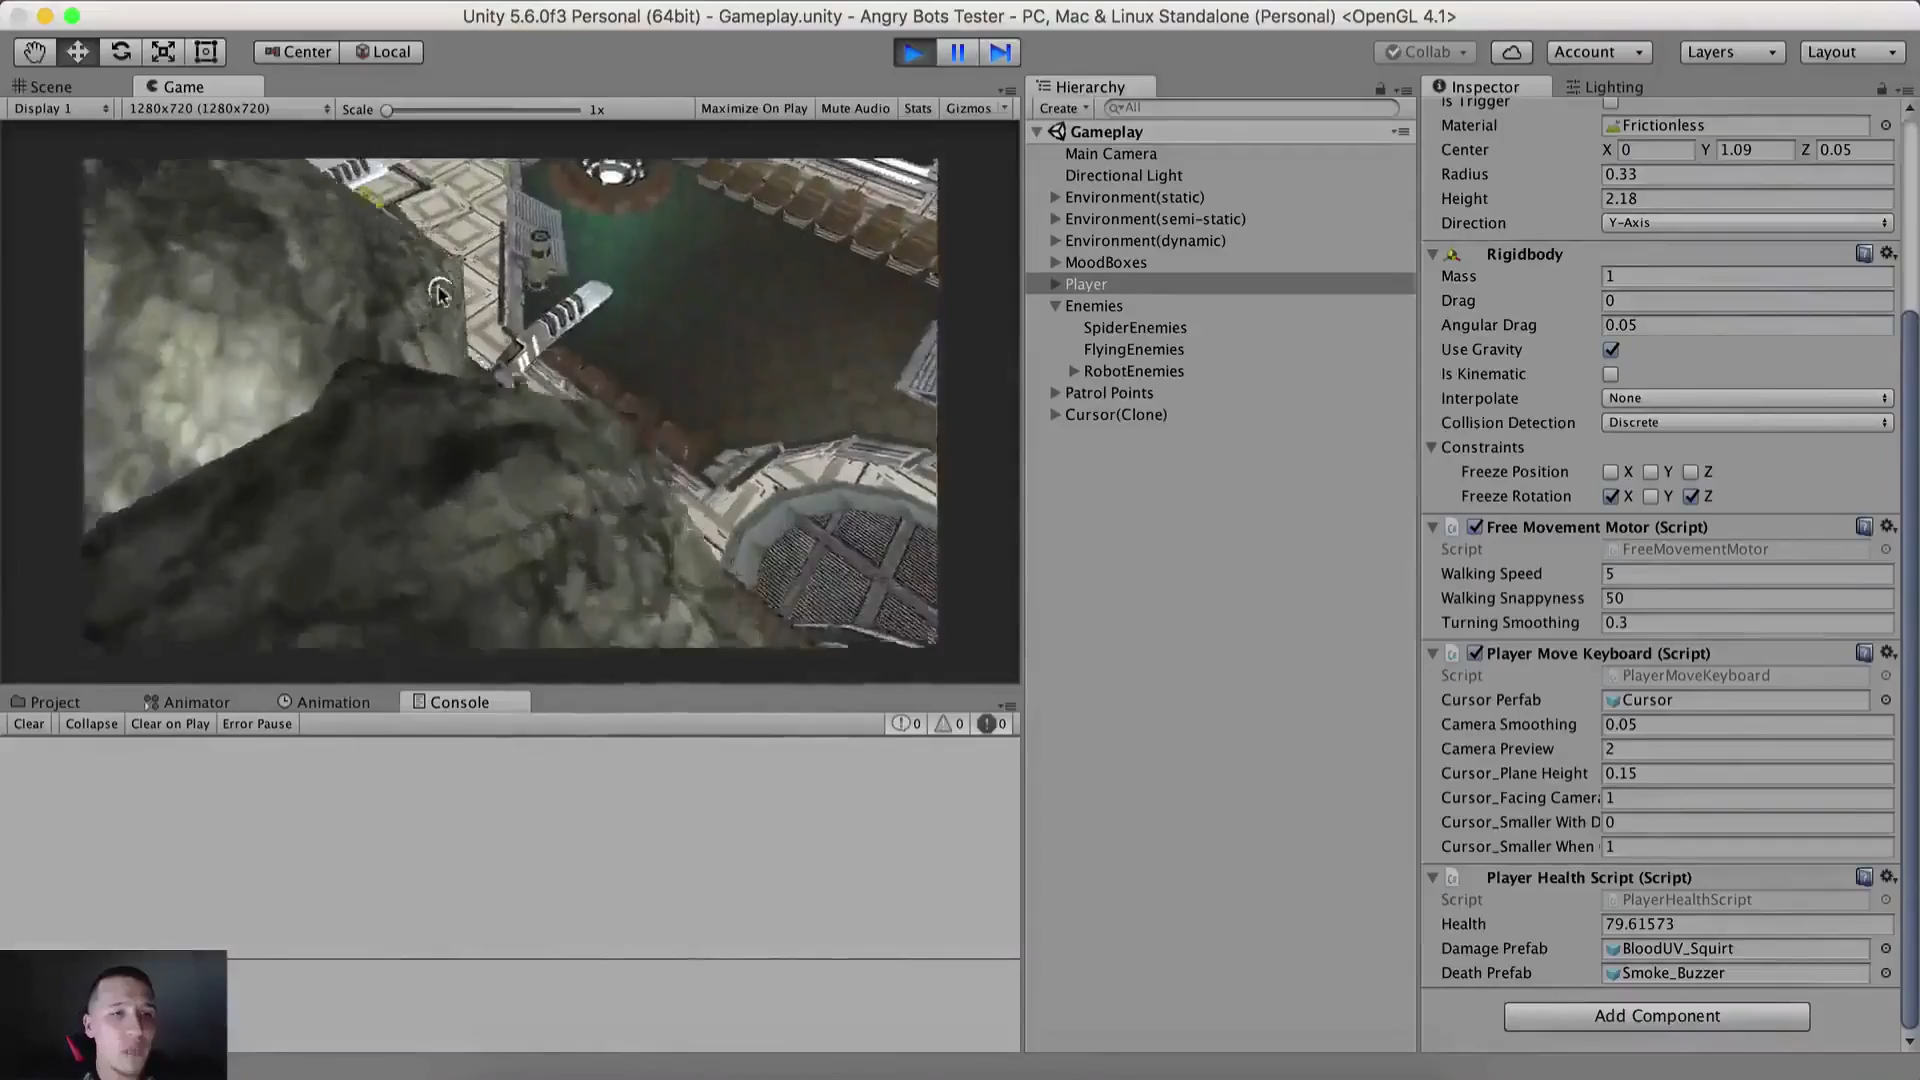 Unity 5.6.0f3 Personal (64bit) - Gameplay.unity - Angry Bots Tester - PC, Mac & Linux Standalone (Personal) <OpenGL 4.1>
Center Local Collab Account Layers Layout
Scene Game
Display 1 1280x720 (1280x720) Scale 1x Maximize On Play Mute Audio Stats Gizmos
Hierarchy
Create All
Gameplay
Main Camera
Directional Light
Environment(static)
Environment(semi-static)
Environment(dynamic)
MoodBoxes
Player
Enemies
SpiderEnemies
FlyingEnemies
RobotEnemies
Patrol Points
Cursor(Clone)
Inspector Lighting
Is Trigger
Material Frictionless
Center X 0 Y 1.09 Z 0.05
Radius 0.33
Height 2.18
Direction Y-Axis
Rigidbody
Mass 1
Drag 0
Angular Drag 0.05
Use Gravity
Is Kinematic
Interpolate None
Collision Detection Discrete
Constraints
Freeze Position X Y Z
Freeze Rotation X Y Z
Free Movement Motor (Script)
Script FreeMovementMotor
Walking Speed 5
Walking Snappyness 50
Turning Smoothing 0.3
Player Move Keyboard (Script)
Script PlayerMoveKeyboard
Cursor Perfab Cursor
Camera Smoothing 0.05
Camera Preview 2
Cursor_Plane Height 0.15
Cursor_Facing Camera 1
Cursor_Smaller With D 0
Cursor_Smaller When 1
Player Health Script (Script)
Script PlayerHealthScript
Health 79.61573
Damage Prefab BloodUV_Squirt
Death Prefab Smoke_Buzzer
Add Component
Project Animator Animation Console
Clear Collapse Clear on Play Error Pause 0 0 0